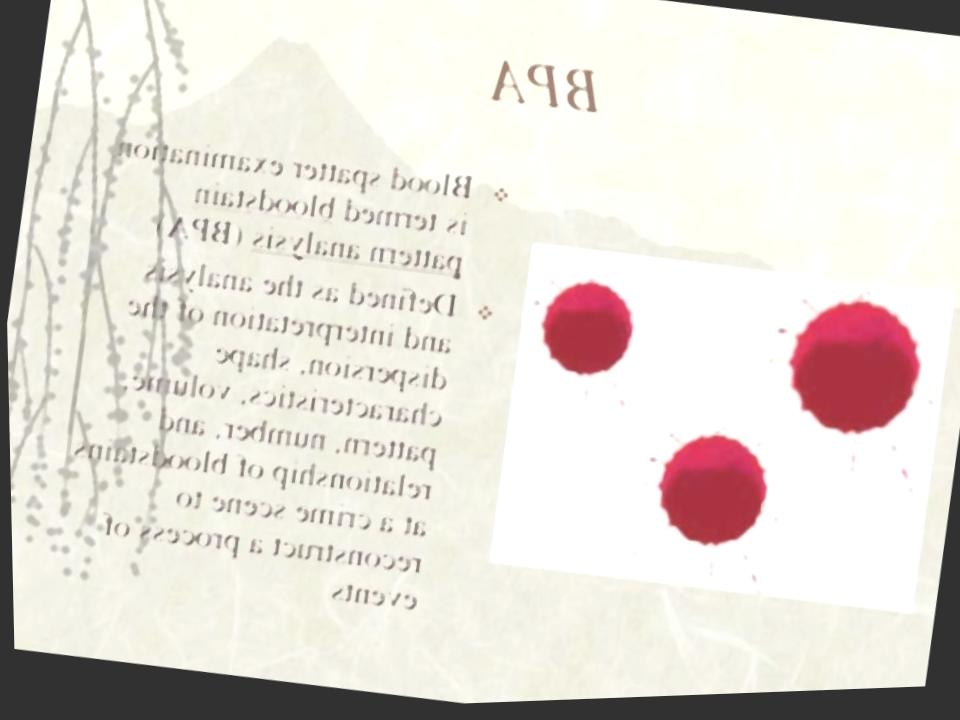 BPA
Blood spatter examination
is termed bloodstain
pattern analysis (BPA)
Defined as the analysis
and interpretation of the
dispersion, shape
characteristics, volume,
pattern, number, and
relationship of bloodstains
at a crime scene to
reconstruct a process of
events